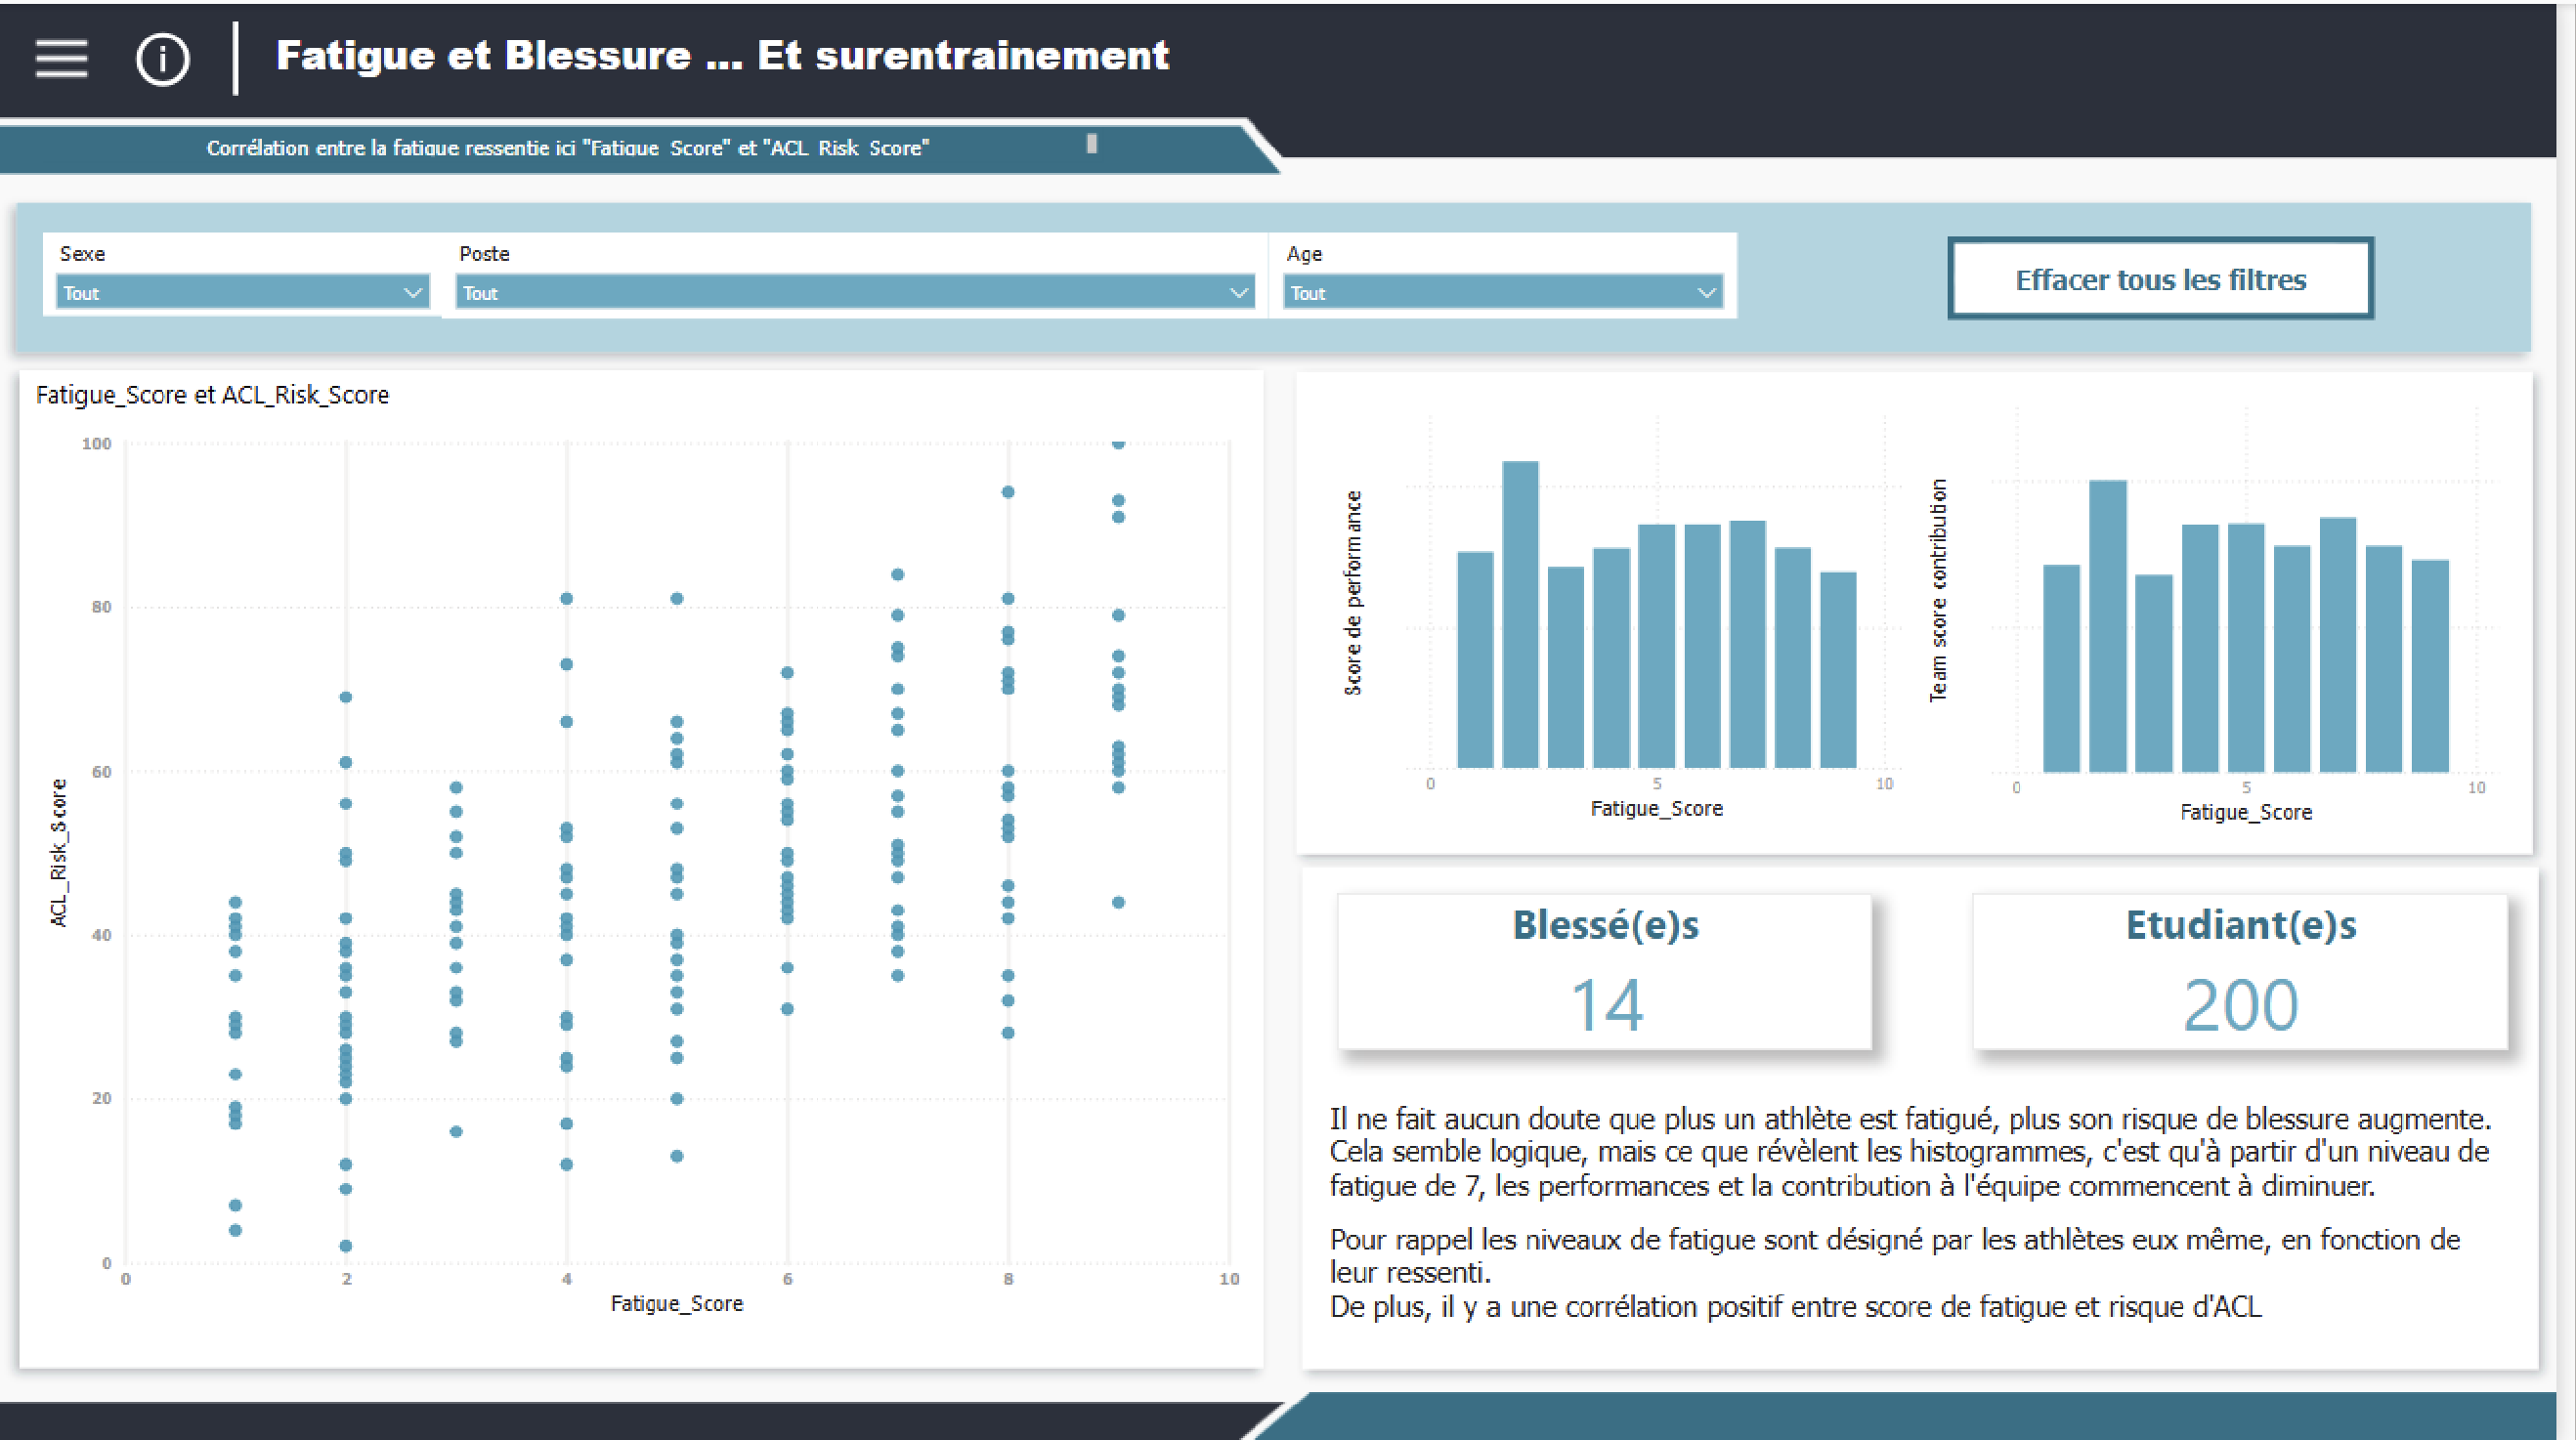 Fatigue et Blessure ... Et surentrainement
Corrélation entre la fatigue ressentie ici "Fatigue_Score" et "ACL_Risk_Score"
Sexe
Tout
Poste
Tout
Age
Tout
Effacer tous les filtres
Fatigue_Score et ACL_Risk_Score
ACL_Risk_Score
100
80
60
40
20
0
0 2 4 6 8 10
Fatigue_Score
Score de performance
0 5 10
Fatigue_Score
Team score contribution
0 5 10
Fatigue_Score
Blessé(e)s
14
Etudiant(e)s
200
Il ne fait aucun doute que plus un athlète est fatigué, plus son risque de blessure augmente.
Cela semble logique, mais ce que révèlent les histogrammes, c'est qu'à partir d'un niveau de
fatigue de 7, les performances et la contribution à l'équipe commencent à diminuer.
Pour rappel les niveaux de fatigue sont désigné par les athlètes eux même, en fonction de
leur ressenti.
De plus, il y a une corrélation positif entre score de fatigue et risque d'ACL